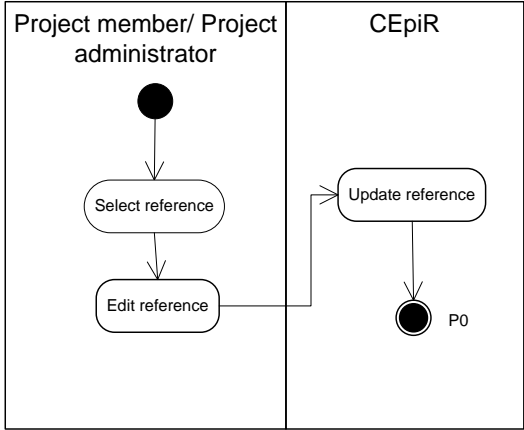 Project member/ Project
administrator
CEpiR
Select reference
Update reference
Edit reference
P0